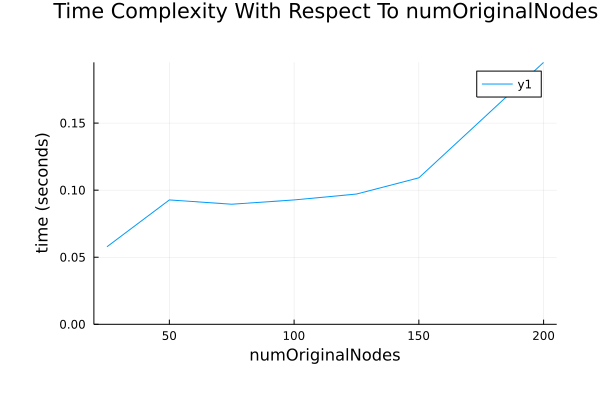 Time Complexity With Respect To numOriginalNodes
y1
0.15
0.10
0.05
0.00
time (seconds)
50
100
150
200
numOriginalNodes